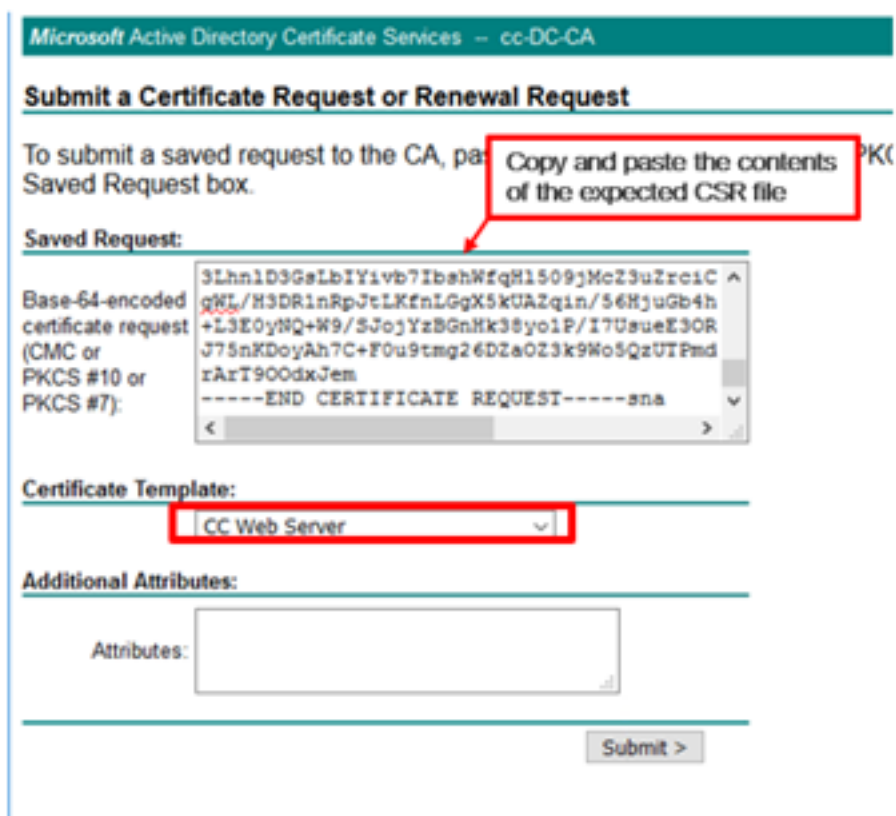 Microsoft Active Directory Certificate Services -- cc-DC-CA
Submit a Certificate Request or Renewal Request
To submit a saved request to the CA, pas
PK(
Saved Request box.
Copy and paste the contents
of the expected CSR file
Saved Request:
Base-64-encoded
certificate request
(CMC or
PKCS #10 or
PKCS #7):
3Lhn1D3GsLbIYivb7IbshWfqHl509jMcZ3uZrciC
qWL/H3DR1nRpJtLKfnLGgX5kUAZqin/56HjuGb4h
+L3E0yNQ+W9/SJojYzBGnHk38yo1P/I7UsueE3OR
J75nKDoyAh7C+F0u9tmg26DZaOZ3k9Wo5QzUTPmd
rArT9OOdxJem
-----END CERTIFICATE REQUEST-----sna
Certificate Template:
CC Web Server
Additional Attributes:
Attributes:
Submit >